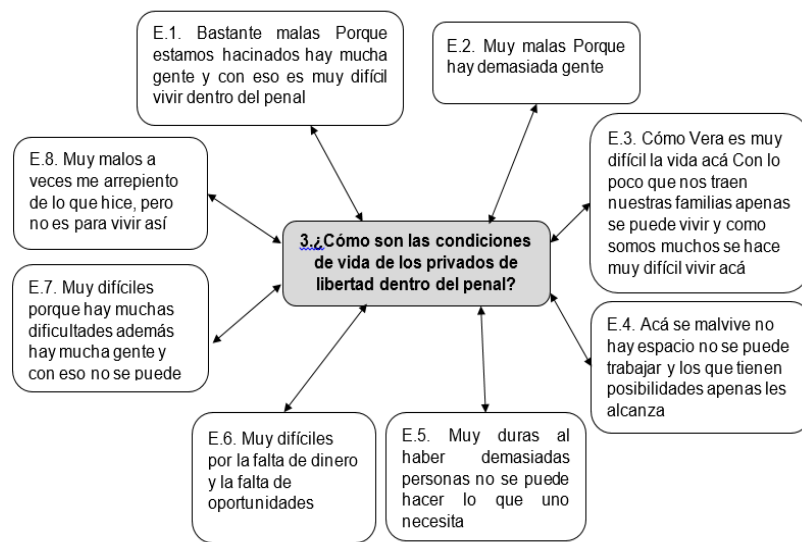 E.1. Bastante malas Porque
estamos hacinados hay mucha
gente y con eso es muy difícil
vivir dentro del penal
E.2. Muy malas Porque
hay demasiada gente
E.3. Cómo Vera es muy
difícil la vida acá Con lo
poco que nos traen
nuestras familias apenas
se puede vivir y como
somos muchos se hace
muy difícil vivir acá
E.8. Muy malos a
veces me arrepiento
de lo que hice, pero
no es para vivir así
3.¿Cómo son las condiciones
de vida de los privados de
libertad dentro del penal?
E.7. Muy difíciles
porque hay muchas
dificultades además
hay mucha gente y
con eso no se puede
E.4. Acá se malvive no
hay espacio no se puede
trabajar y los que tienen
posibilidades apenas les
alcanza
E.6. Muy difíciles
por la falta de dinero
y la falta de
oportunidades
E.5. Muy duras al
haber demasiadas
personas no se puede
hacer lo que uno
necesita